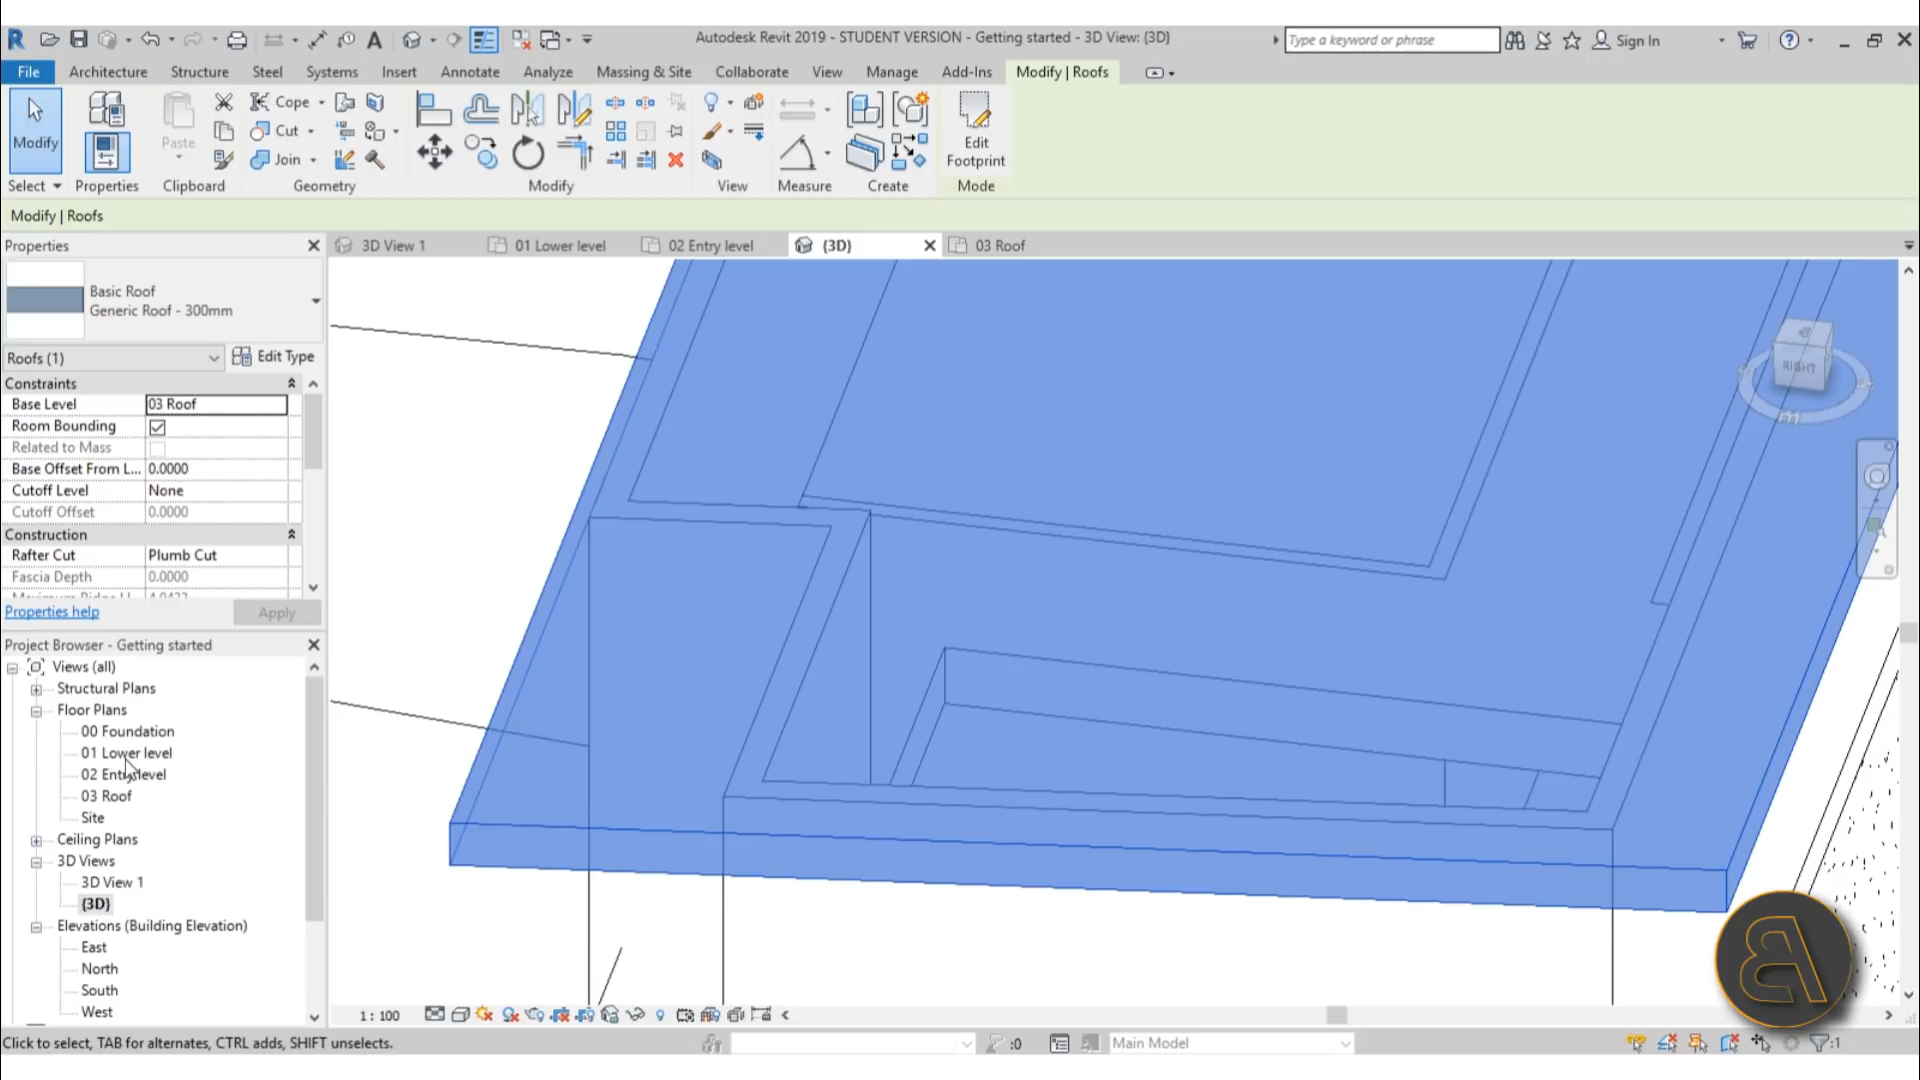 Autodesk Revit 2019 - STUDENT VERSION - Getting started - 3D View: {3D}
Type a keyword or phrase
Sign In
File Architecture Structure Steel Systems Insert Annotate Analyze Massing & Site Collaborate View Manage Add-Ins Modify | Roofs
Modify
Paste
Cope
Cut
Join
Edit
Footprint
Select Properties Clipboard Geometry Modify View Measure Create Mode
Modify | Roofs
Properties
3D View 1 01 Lower level 02 Entry level {3D} 03 Roof
Basic Roof
Generic Roof - 300mm
Roofs (1) Edit Type
Constraints
Base Level 03 Roof
Room Bounding
Related to Mass
Base Offset From L... 0.0000
Cutoff Level None
Cutoff Offset 0.0000
Construction
Rafter Cut Plumb Cut
Fascia Depth 0.0000
Properties help Apply
Project Browser - Getting started
Views (all)
Structural Plans
Floor Plans
00 Foundation
01 Lower level
02 Entry level
03 Roof
Site
Ceiling Plans
3D Views
3D View 1
{3D}
Elevations (Building Elevation)
East
North
South
West
RIGHT
1 : 100
Click to select, TAB for alternates, CTRL adds, SHIFT unselects.
:0
Main Model
:1